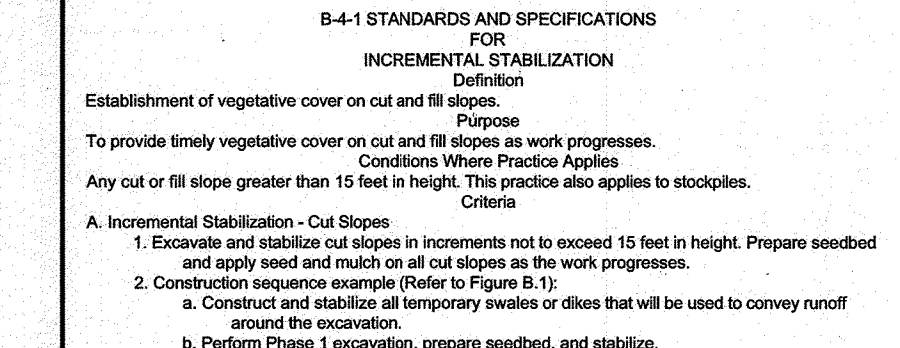 B-4-1 STANDARDS AND SPECIFICATIONS
FOR
INCREMENTAL STABILIZATION
Definition
Establishment of vegetative cover on cut and fill slopes.
Purpose
To provide timely vegetative cover on cut and fill slopes as work progresses.
Conditions Where Practice Applies
Any cut or fill slope greater than 15 feet in height. This practice also applies to stockpiles.
Criteria
A. Incremental Stabilization - Cut Slopes
1. Excavate and stabilize cut slopes in increments not to exceed 15 feet in height. Prepare seedbed
and apply seed and mulch on all cut slopes as the work progresses.
2. Construction sequence example (Refer to Figure B.1):
a. Construct and stabilize all temporary swales or dikes that will be used to convey runoff
around the excavation.
b. Perform Phase 1 excavation, prepare seedbed, and stabilize.